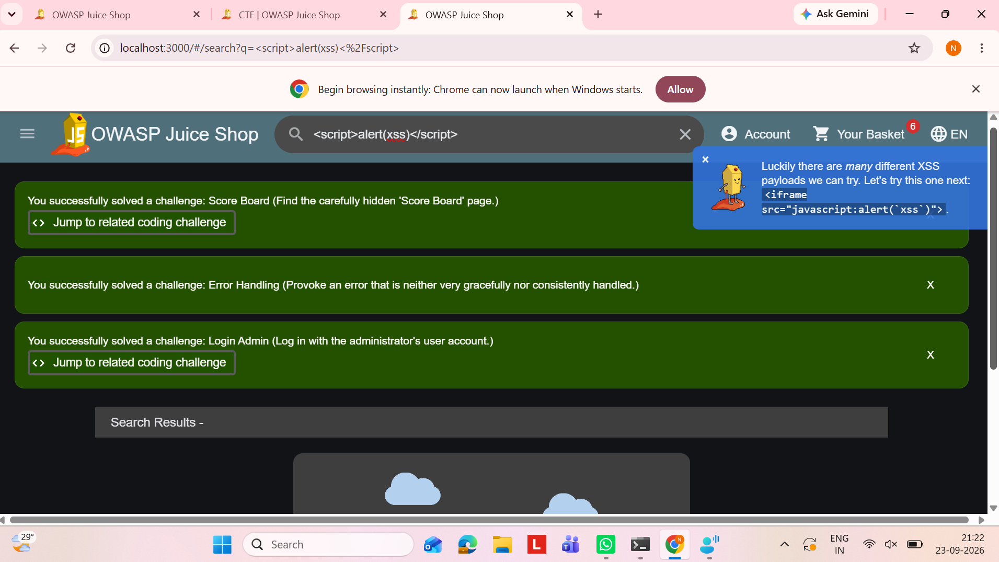 OWASP Juice Shop
CTF | OWASP Juice Shop
OWASP Juice Shop
Ask Gemini
localhost:3000/#/search?q=<script>alert(xss)<%2Fscript>
N
Begin browsing instantly: Chrome can now launch when Windows starts.
Allow
JS
OWASP Juice Shop
<script>alert(xss)</script>
Account
Your Basket
6
EN
Luckily there are many different XSS
payloads we can try. Let's try this one next:
<iframe
src="javascript:alert(`xss`)">.
You successfully solved a challenge: Score Board (Find the carefully hidden 'Score Board' page.)
<> Jump to related coding challenge
You successfully solved a challenge: Error Handling (Provoke an error that is neither very gracefully nor consistently handled.)
X
You successfully solved a challenge: Login Admin (Log in with the administrator's user account.)
<> Jump to related coding challenge
X
Search Results -
29°
Search
L
N
ENG
IN
21:22
23-09-2026